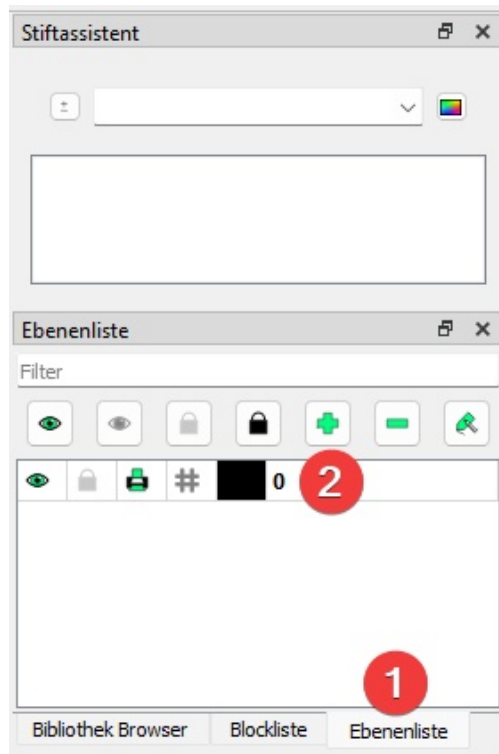 Stiftassistent
Ebenenliste
Filter
0 2
1
Bibliothek Browser Blockliste Ebenenliste